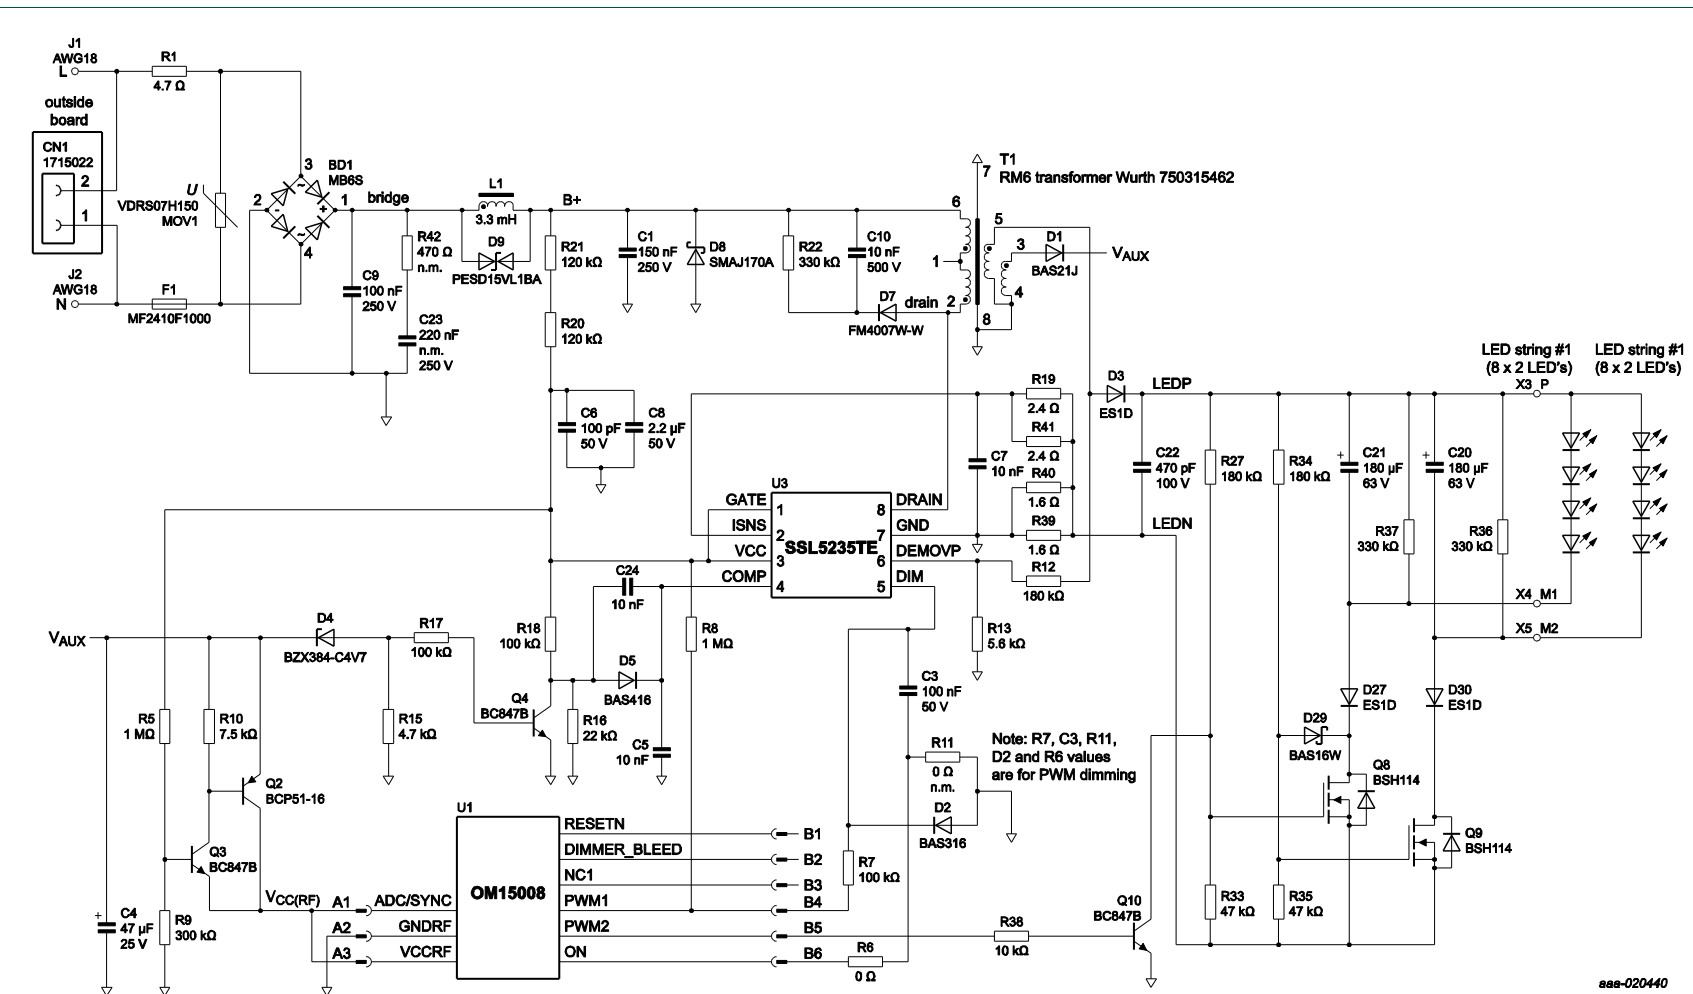 J1
AWG18
L
R1
4.7 Ω
outside
board
CN1
1715022
2
1
U
VDRS07H150
MOV1
J2
AWG18
N
F1
MF2410F1000
3
BD1
MB6S
2
1
4
~
~
-
+
bridge
L1
3.3 mH
D9
PESD15VL1BA
R42
470 Ω
n.m.
C9
100 nF
250 V
C23
220 nF
n.m.
250 V
B+
R21
120 kΩ
R20
120 kΩ
C1
150 nF
250 V
D8
SMAJ170A
R22
330 kΩ
C10
10 nF
500 V
D7
FM4007W-W
drain
7
T1
RM6 transformer Wurth 750315462
6
5
3
1
4
2
8
D1
BAS21J
VAUX
C6
100 pF
50 V
C8
2.2 µF
50 V
R19
2.4 Ω
R41
2.4 Ω
R40
1.6 Ω
R39
1.6 Ω
R12
180 kΩ
C7
10 nF
D3
ES1D
LEDP
C22
470 pF
100 V
LEDN
R27
180 kΩ
R34
180 kΩ
+
C21
180 µF
63 V
+
C20
180 µF
63 V
R37
330 kΩ
R36
330 kΩ
LED string #1
(8 x 2 LED's)
LED string #1
(8 x 2 LED's)
X3 P
X4 M1
X5 M2
U3
SSL5235TE
GATE 1
ISNS 2
VCC 3
COMP 4
8 DRAIN
7 GND
6 DEMOVP
5 DIM
C24
10 nF
R18
100 kΩ
R8
1 MΩ
D5
BAS416
R16
22 kΩ
C5
10 nF
R13
5.6 kΩ
C3
100 nF
50 V
R11
0 Ω
n.m.
D2
BAS316
Note: R7, C3, R11,
D2 and R6 values
are for PWM dimming
VAUX
D4
BZX384-C4V7
R17
100 kΩ
Q4
BC847B
R5
1 MΩ
R10
7.5 kΩ
R15
4.7 kΩ
Q2
BCP51-16
Q3
BC847B
VCC(RF)
+
C4
47 µF
25 V
R9
300 kΩ
U1
OM15008
A1 ADC/SYNC
A2 GNDRF
A3 VCCRF
RESETN B1
DIMMER_BLEED B2
NC1 B3
PWM1 B4
PWM2 B5
ON B6
R7
100 kΩ
R6
0 Ω
R38
10 kΩ
Q10
BC847B
D27
ES1D
D30
ES1D
D29
BAS16W
Q8
BSH114
Q9
BSH114
R33
47 kΩ
R35
47 kΩ
aaa-020440